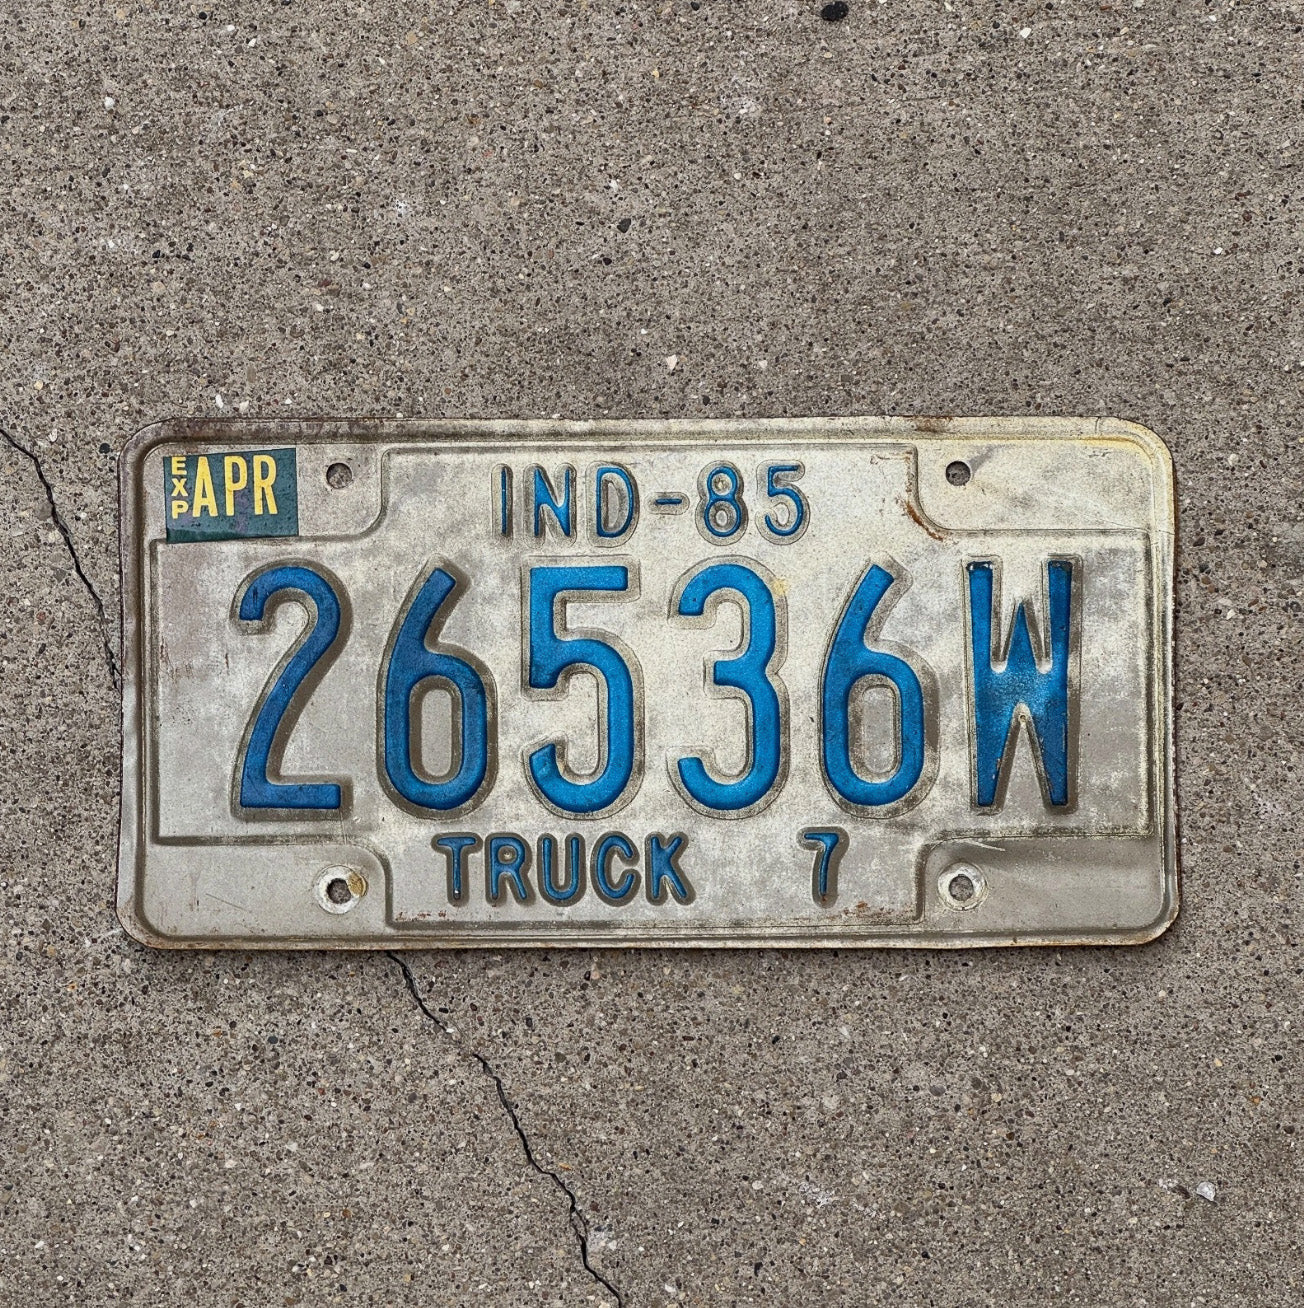 EXP APR
IND-85
26536W
TRUCK 7